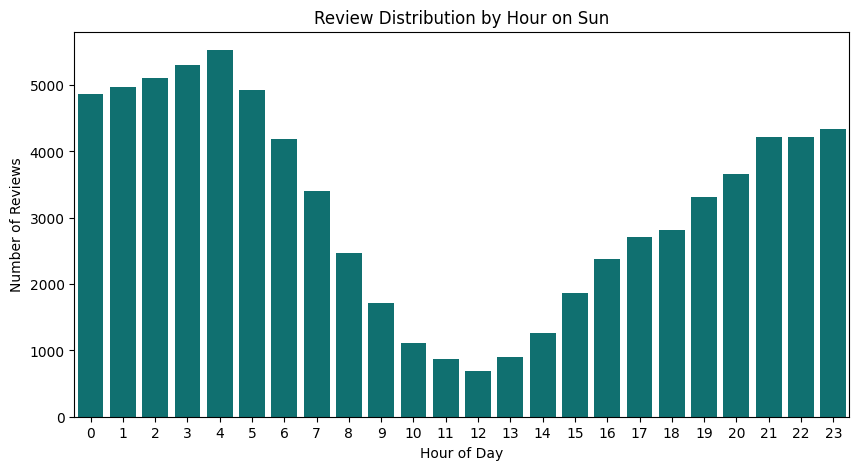 Review Distribution by Hour on Sun
Number of Reviews
5000
4000
3000
2000
1000
0
0 1 2 3 4 5 6 7 8 9 10 11 12 13 14 15 16 17 18 19 20 21 22 23
Hour of Day